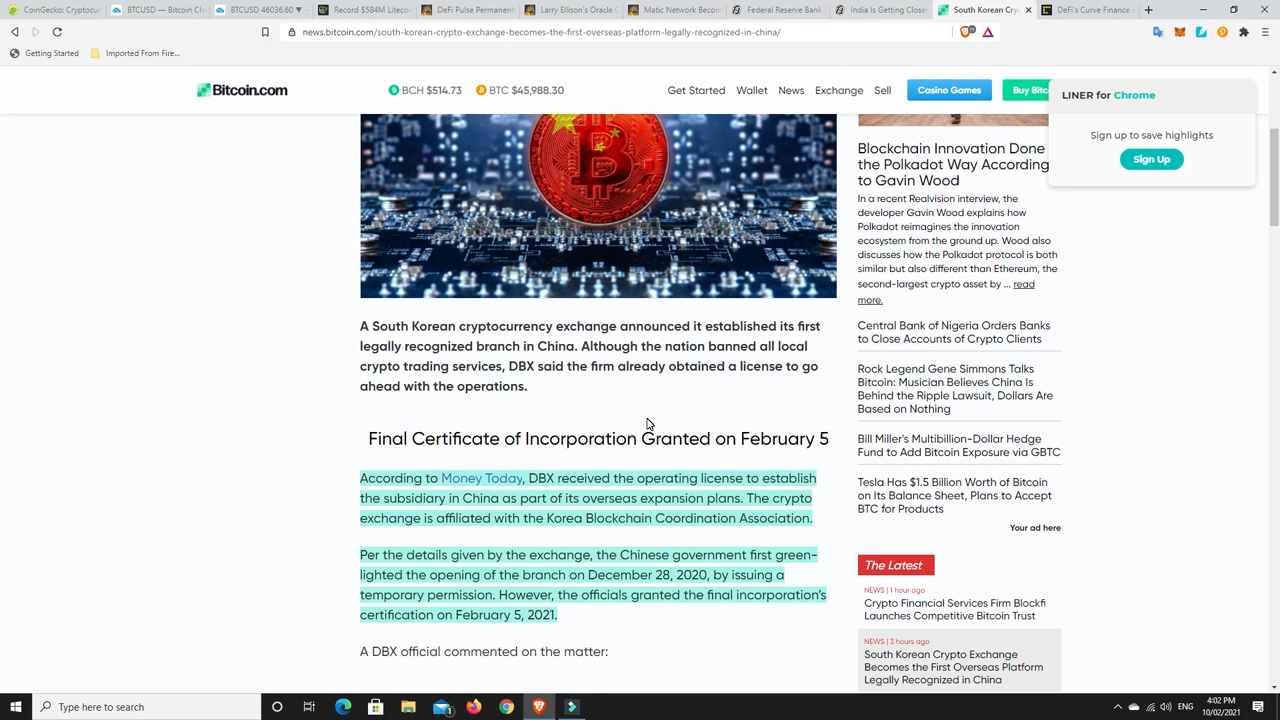 CoinGecko: Cryptocur
BTCUSD — Bitcoin Ch
BTCUSD 46036.60 ▼
Record $584M Litecoi
DeFi Pulse Permanent
Larry Ellison's Oracle
Matic Network Becom
Federal Reserve Bank
India Is Getting Closer
South Korean Cryp
DeFi's Curve Finance
news.bitcoin.com/south-korean-crypto-exchange-becomes-the-first-overseas-platform-legally-recognized-in-china/
Getting Started
Imported From Fire...
Bitcoin.com
BCH $514.73
BTC $45,988.30
Get Started
Wallet
News
Exchange
Sell
Casino Games
Buy Bitc
LINER for Chrome
Sign up to save highlights
Sign Up
A South Korean cryptocurrency exchange announced it established its first
legally recognized branch in China. Although the nation banned all local
crypto trading services, DBX said the firm already obtained a license to go
ahead with the operations.
Final Certificate of Incorporation Granted on February 5
According to Money Today, DBX received the operating license to establish
the subsidiary in China as part of its overseas expansion plans. The crypto
exchange is affiliated with the Korea Blockchain Coordination Association.
Per the details given by the exchange, the Chinese government first green-
lighted the opening of the branch on December 28, 2020, by issuing a
temporary permission. However, the officials granted the final incorporation's
certification on February 5, 2021.
A DBX official commented on the matter:
Blockchain Innovation Done
the Polkadot Way According
to Gavin Wood
In a recent Realvision interview, the
developer Gavin Wood explains how
Polkadot reimagines the innovation
ecosystem from the ground up. Wood also
discusses how the Polkadot protocol is both
similar but also different than Ethereum, the
second-largest crypto asset by ... read
more.
Central Bank of Nigeria Orders Banks
to Close Accounts of Crypto Clients
Rock Legend Gene Simmons Talks
Bitcoin: Musician Believes China Is
Behind the Ripple Lawsuit, Dollars Are
Based on Nothing
Bill Miller's Multibillion-Dollar Hedge
Fund to Add Bitcoin Exposure via GBTC
Tesla Has $1.5 Billion Worth of Bitcoin
on Its Balance Sheet, Plans to Accept
BTC for Products
Your ad here
The Latest
NEWS | 1 hour ago
Crypto Financial Services Firm Blockfi
Launches Competitive Bitcoin Trust
NEWS | 3 hours ago
South Korean Crypto Exchange
Becomes the First Overseas Platform
Legally Recognized in China
Type here to search
ENG
4:02 PM
10/02/2021